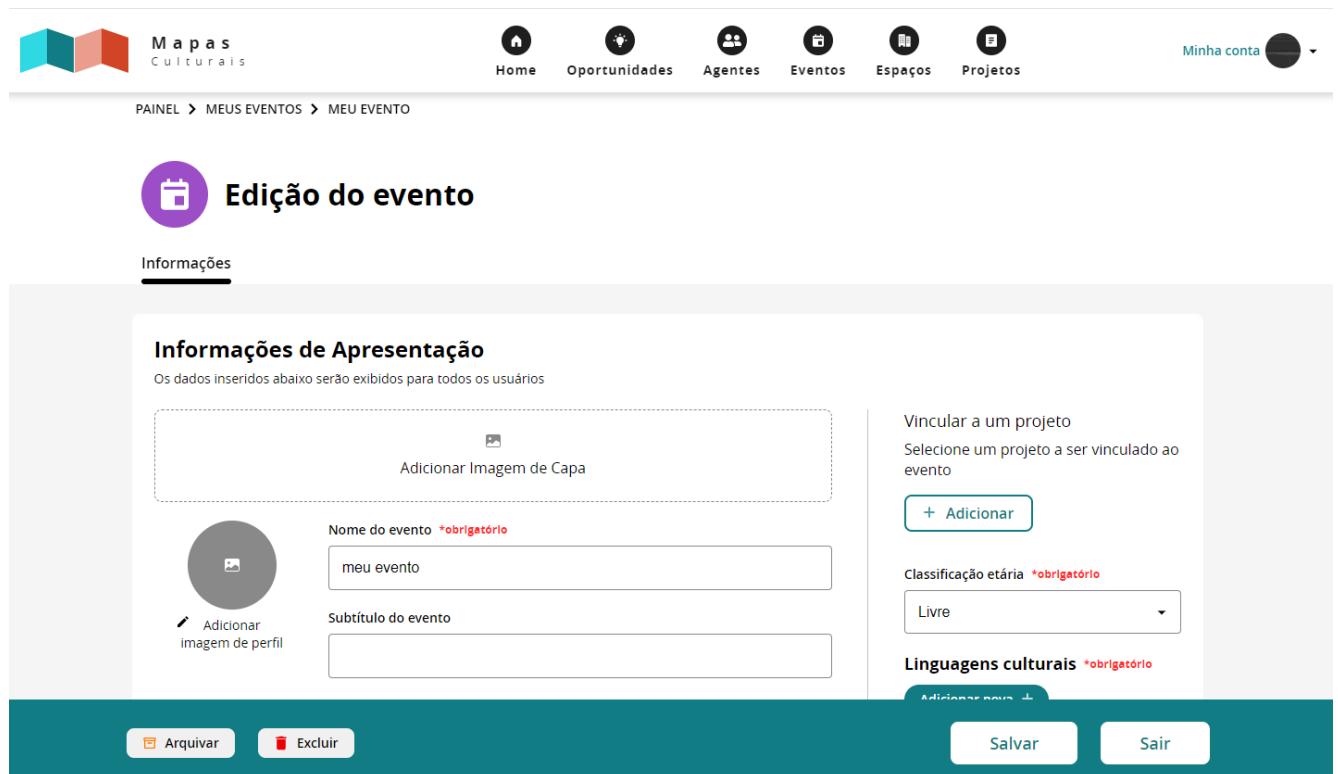 Mapas
Culturais
Home
Oportunidades
Agentes
Eventos
Espaços
Projetos
Minha conta
PAINEL > MEUS EVENTOS > MEU EVENTO
Edição do evento
Informações
Informações de Apresentação
Os dados inseridos abaixo serão exibidos para todos os usuários
Adicionar Imagem de Capa
Adicionar
imagem de perfil
Nome do evento *obrigatório
meu evento
Subtítulo do evento
Vincular a um projeto
Selecione um projeto a ser vinculado ao
evento
+ Adicionar
Classificação etária *obrigatório
Livre
Linguagens culturais *obrigatório
Adicionar nova +
Arquivar
Excluir
Salvar
Sair